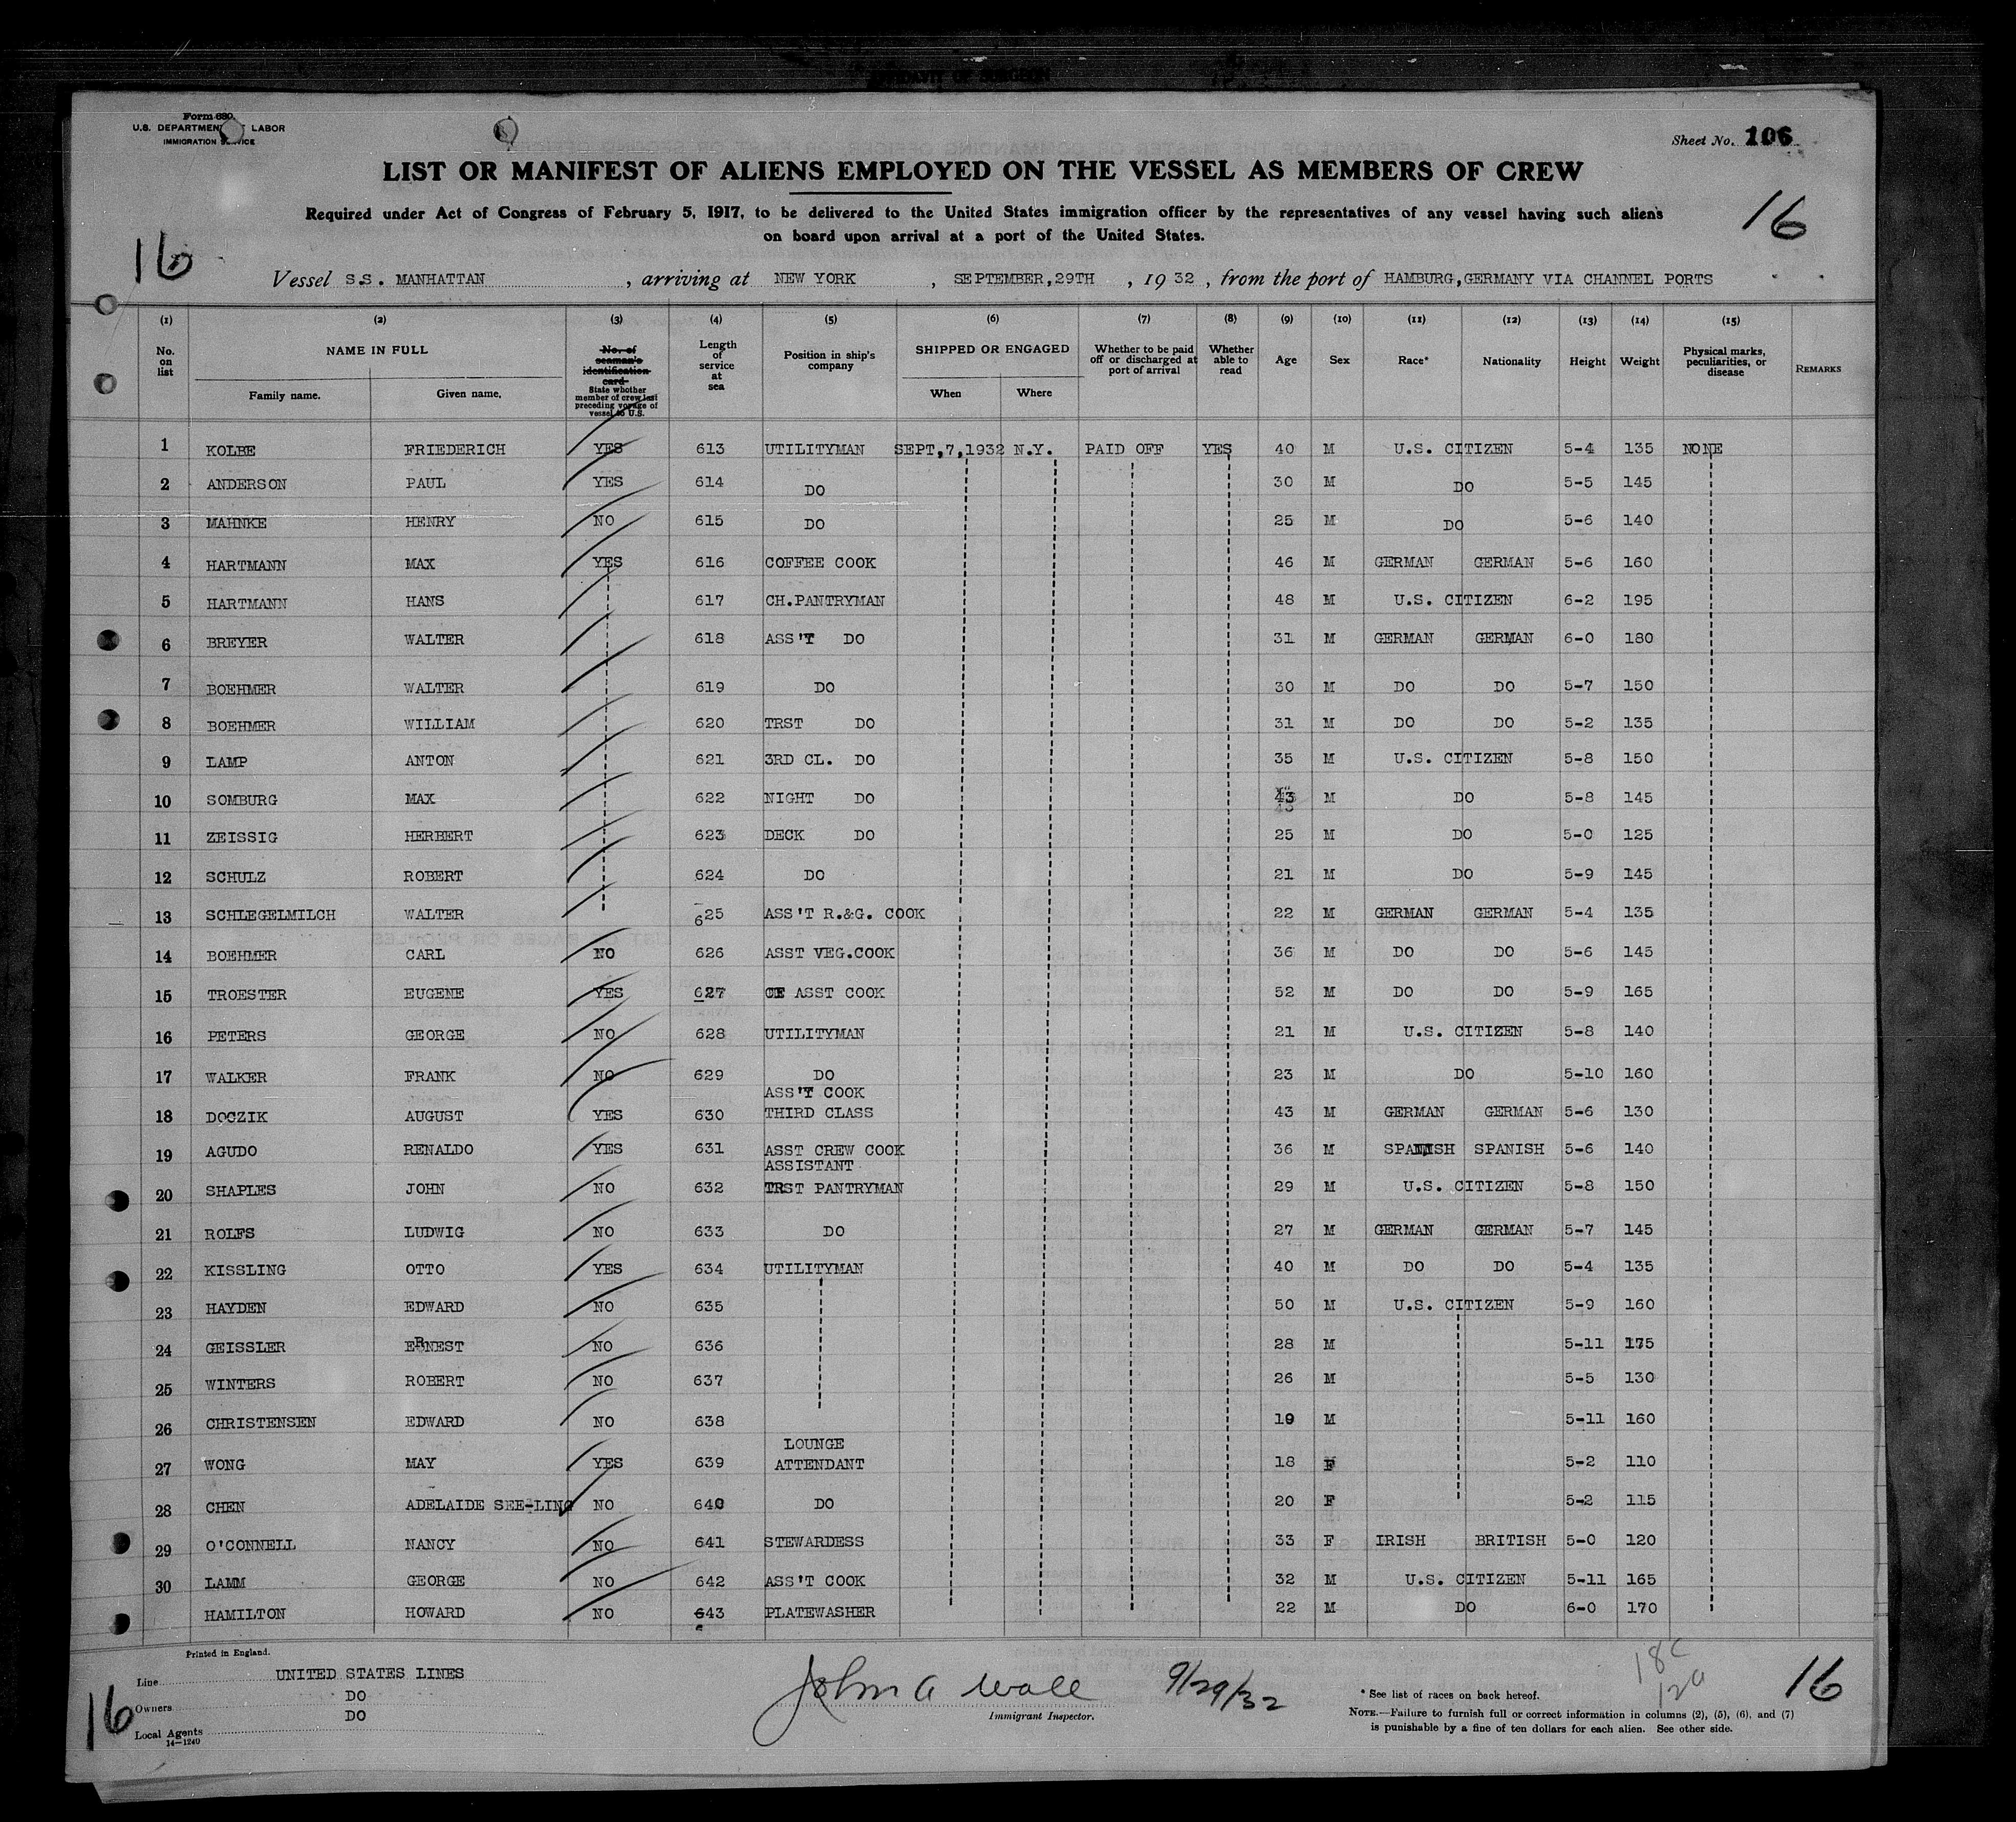 Form 680
U.S. DEPARTMENT LABOR
IMMIGRATION SERVICE
Sheet No. 106
LIST OR MANIFEST OF ALIENS EMPLOYED ON THE VESSEL AS MEMBERS OF CREW
Required under Act of Congress of February 5, 1917, to be delivered to the United States immigration officer by the representatives of any vessel having such aliens
on board upon arrival at a port of the United States.
16
16
Vessel S.S. MANHATTAN , arriving at NEW YORK , SEPTEMBER,29TH , 1932 , from the port of HAMBURG,GERMANY VIA CHANNEL PORTS
(1) (2) (3) (4) (5) (6) (7) (8) (9) (10) (11) (12) (13) (14) (15)
No. on list NAME IN FULL Family name. Given name. No. of seaman's identification card State whether member of crew last preceding voyage of vessel to U.S. Length of service at sea Position in ship's company SHIPPED OR ENGAGED When Where Whether to be paid off or discharged at port of arrival Whether able to read Age Sex Race* Nationality Height Weight Physical marks, peculiarities, or disease REMARKS
1 KOLBE FRIEDERICH YES 613 UTILITYMAN SEPT,7,1932 N.Y. PAID OFF YES 40 M U.S. CITIZEN 5-4 135 NONE
2 ANDERSON PAUL YES 614 DO 30 M DO 5-5 145
3 MAHNKE HENRY NO 615 DO 25 M DO 5-6 140
4 HARTMANN MAX YES 616 COFFEE COOK 46 M GERMAN GERMAN 5-6 160
5 HARTMANN HANS 617 CH.PANTRYMAN 48 M U.S. CITIZEN 6-2 195
6 BREYER WALTER 618 ASS'T DO 31 M GERMAN GERMAN 6-0 180
7 BOEHMER WALTER 619 DO 30 M DO DO 5-7 150
8 BOEHMER WILLIAM 620 TRST DO 31 M DO DO 5-2 135
9 LAMP ANTON 621 3RD CL. DO 35 M U.S. CITIZEN 5-8 150
10 SOMBURG MAX 622 NIGHT DO 43 M DO 5-8 145
11 ZEISSIG HERBERT 623 DECK DO 25 M DO 5-0 125
12 SCHULZ ROBERT 624 DO 21 M DO 5-9 145
13 SCHLEGELMILCH WALTER 625 ASS'T R.&G. COOK 22 M GERMAN GERMAN 5-4 135
14 BOEHMER CARL NO 626 ASST VEG.COOK 36 M DO DO 5-6 145
15 TROESTER EUGENE YES 627 ASST COOK 52 M DO DO 5-9 165
16 PETERS GEORGE NO 628 UTILITYMAN 21 M U.S. CITIZEN 5-8 140
17 WALKER FRANK NO 629 DO 23 M DO 5-10 160
18 DOCZIK AUGUST YES 630 ASS'T COOK THIRD CLASS 43 M GERMAN GERMAN 5-6 130
19 AGUDO RENALDO YES 631 ASST CREW COOK 36 M SPANISH SPANISH 5-6 140
20 SHAPLES JOHN NO 632 ASSISTANT TRST PANTRYMAN 29 M U.S. CITIZEN 5-8 150
21 ROLFS LUDWIG NO 633 DO 27 M GERMAN GERMAN 5-7 145
22 KISSLING OTTO YES 634 UTILITYMAN 40 M DO DO 5-4 135
23 HAYDEN EDWARD NO 635 50 M U.S. CITIZEN 5-9 160
24 GEISSLER ERNEST NO 636 28 M 5-11 175
25 WINTERS ROBERT NO 637 26 M 5-5 130
26 CHRISTENSEN EDWARD NO 638 19 M 5-11 160
27 WONG MAY YES 639 LOUNGE ATTENDANT 18 F 5-2 110
28 CHEN ADELAIDE SEE-LING NO 640 DO 20 F 5-2 115
29 O'CONNELL NANCY NO 641 STEWARDESS 33 F IRISH BRITISH 5-0 120
30 LAMM GEORGE NO 642 ASS'T COOK 32 M U.S. CITIZEN 5-11 165
HAMILTON HOWARD NO 643 PLATEWASHER 22 M DO 6-0 170
Printed in England.
Line UNITED STATES LINES
Owners DO
Local Agents DO
14-1240
16
John A Wall 9/29/32
Immigrant Inspector.
18C
12a
16
* See list of races on back hereof.
NOTE.—Failure to furnish full or correct information in columns (2), (5), (6), and (7)
is punishable by a fine of ten dollars for each alien. See other side.